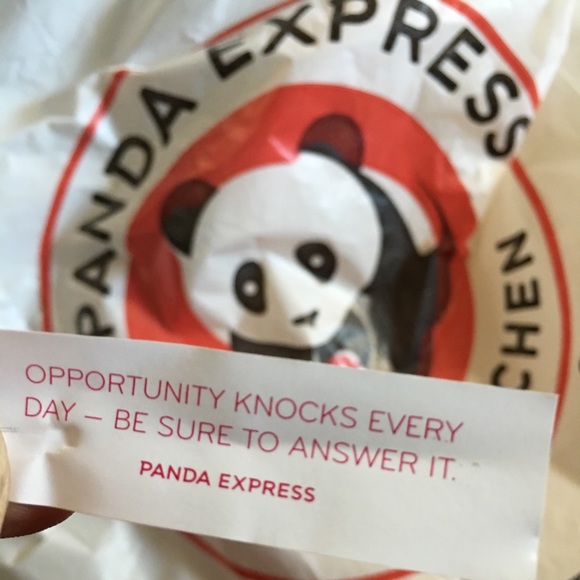 PANDA EXPRESS
CHEN
OPPORTUNITY KNOCKS EVERY
DAY – BE SURE TO ANSWER IT.
PANDA EXPRESS